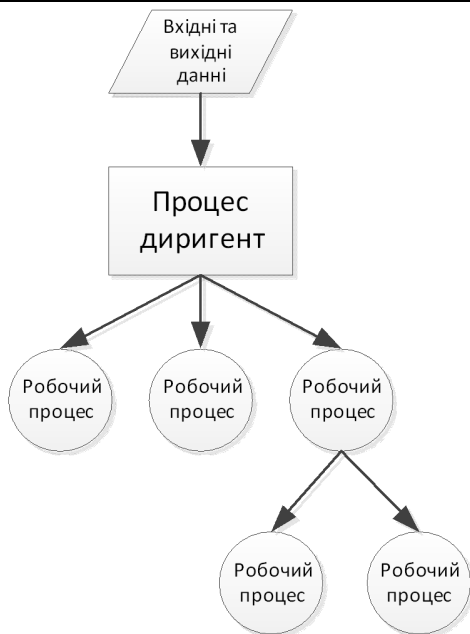 Вхідні та
вихідні
данні
Процес
диригент
Робочий
процес
Робочий
процес
Робочий
процес
Робочий
процес
Робочий
процес